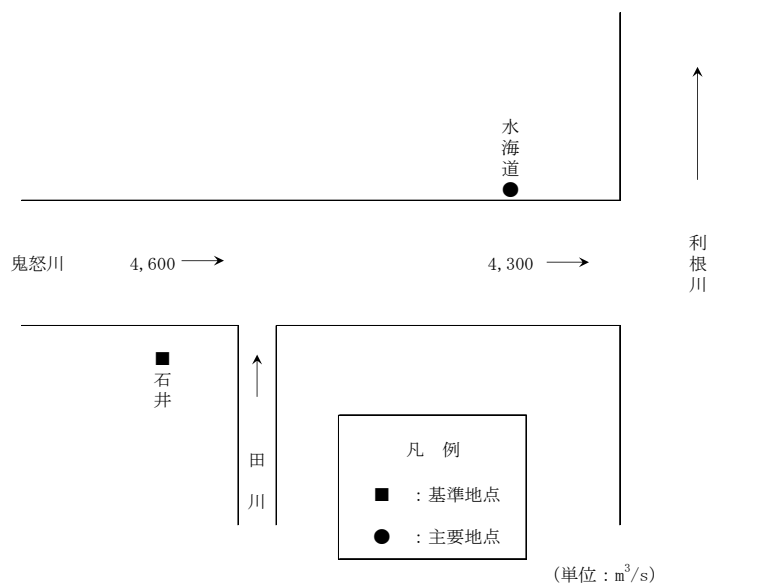 水海道
利根川
鬼怒川
4,600
4,300
石井
田川
凡 例
■ :基準地点
● :主要地点
(単位:m³/s)